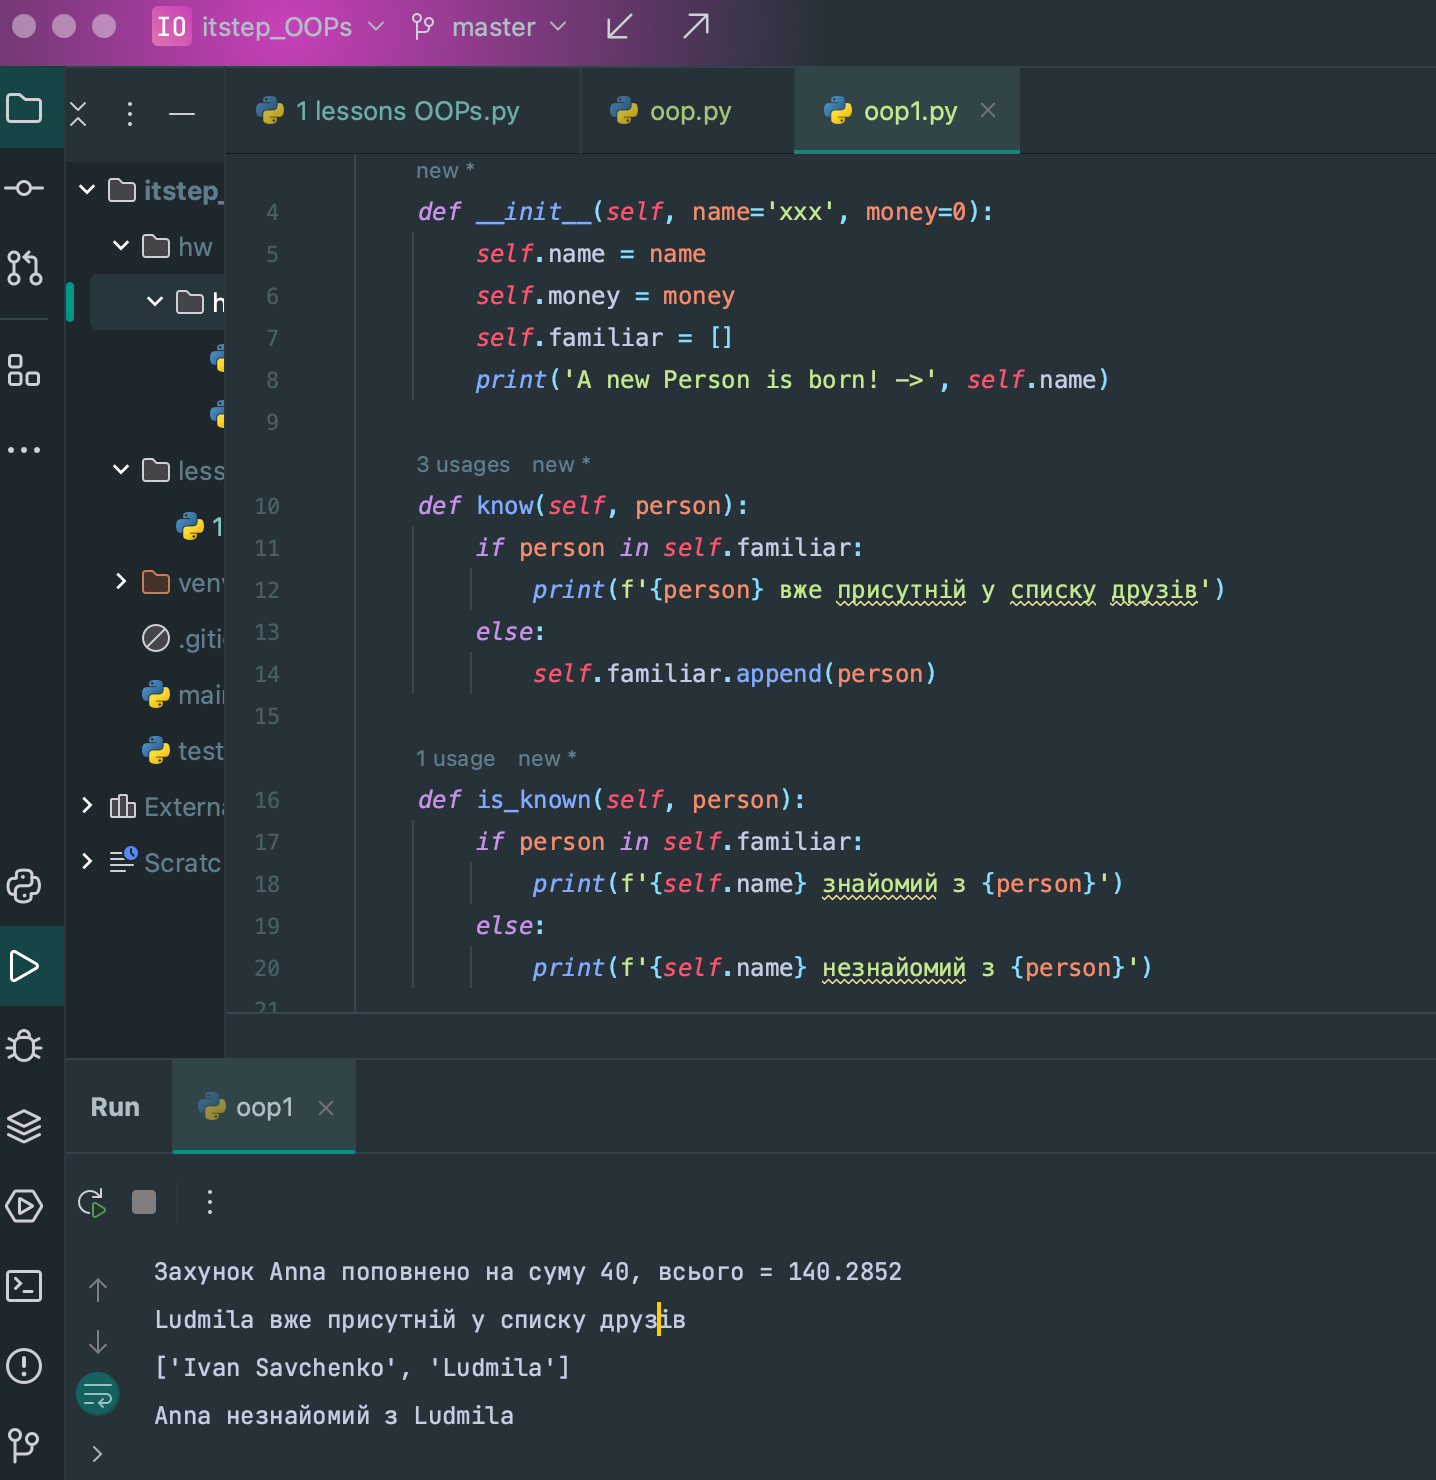 IO itstep_OOPs master
1 lessons OOPs.py oop.py oop1.py
itstep_
hw
h
less
1
venv
.giti
main
test
Externa
Scratc
new *
4 def __init__(self, name='xxx', money=0):
5 self.name = name
6 self.money = money
7 self.familiar = []
8 print('A new Person is born! ->', self.name)
9
3 usages new *
10 def know(self, person):
11 if person in self.familiar:
12 print(f'{person} вже присутній у списку друзів')
13 else:
14 self.familiar.append(person)
15
1 usage new *
16 def is_known(self, person):
17 if person in self.familiar:
18 print(f'{self.name} знайомий з {person}')
19 else:
20 print(f'{self.name} незнайомий з {person}')
21
Run oop1
Захунок Anna поповнено на суму 40, всього = 140.2852
Ludmila вже присутній у списку друзів
['Ivan Savchenko', 'Ludmila']
Anna незнайомий з Ludmila